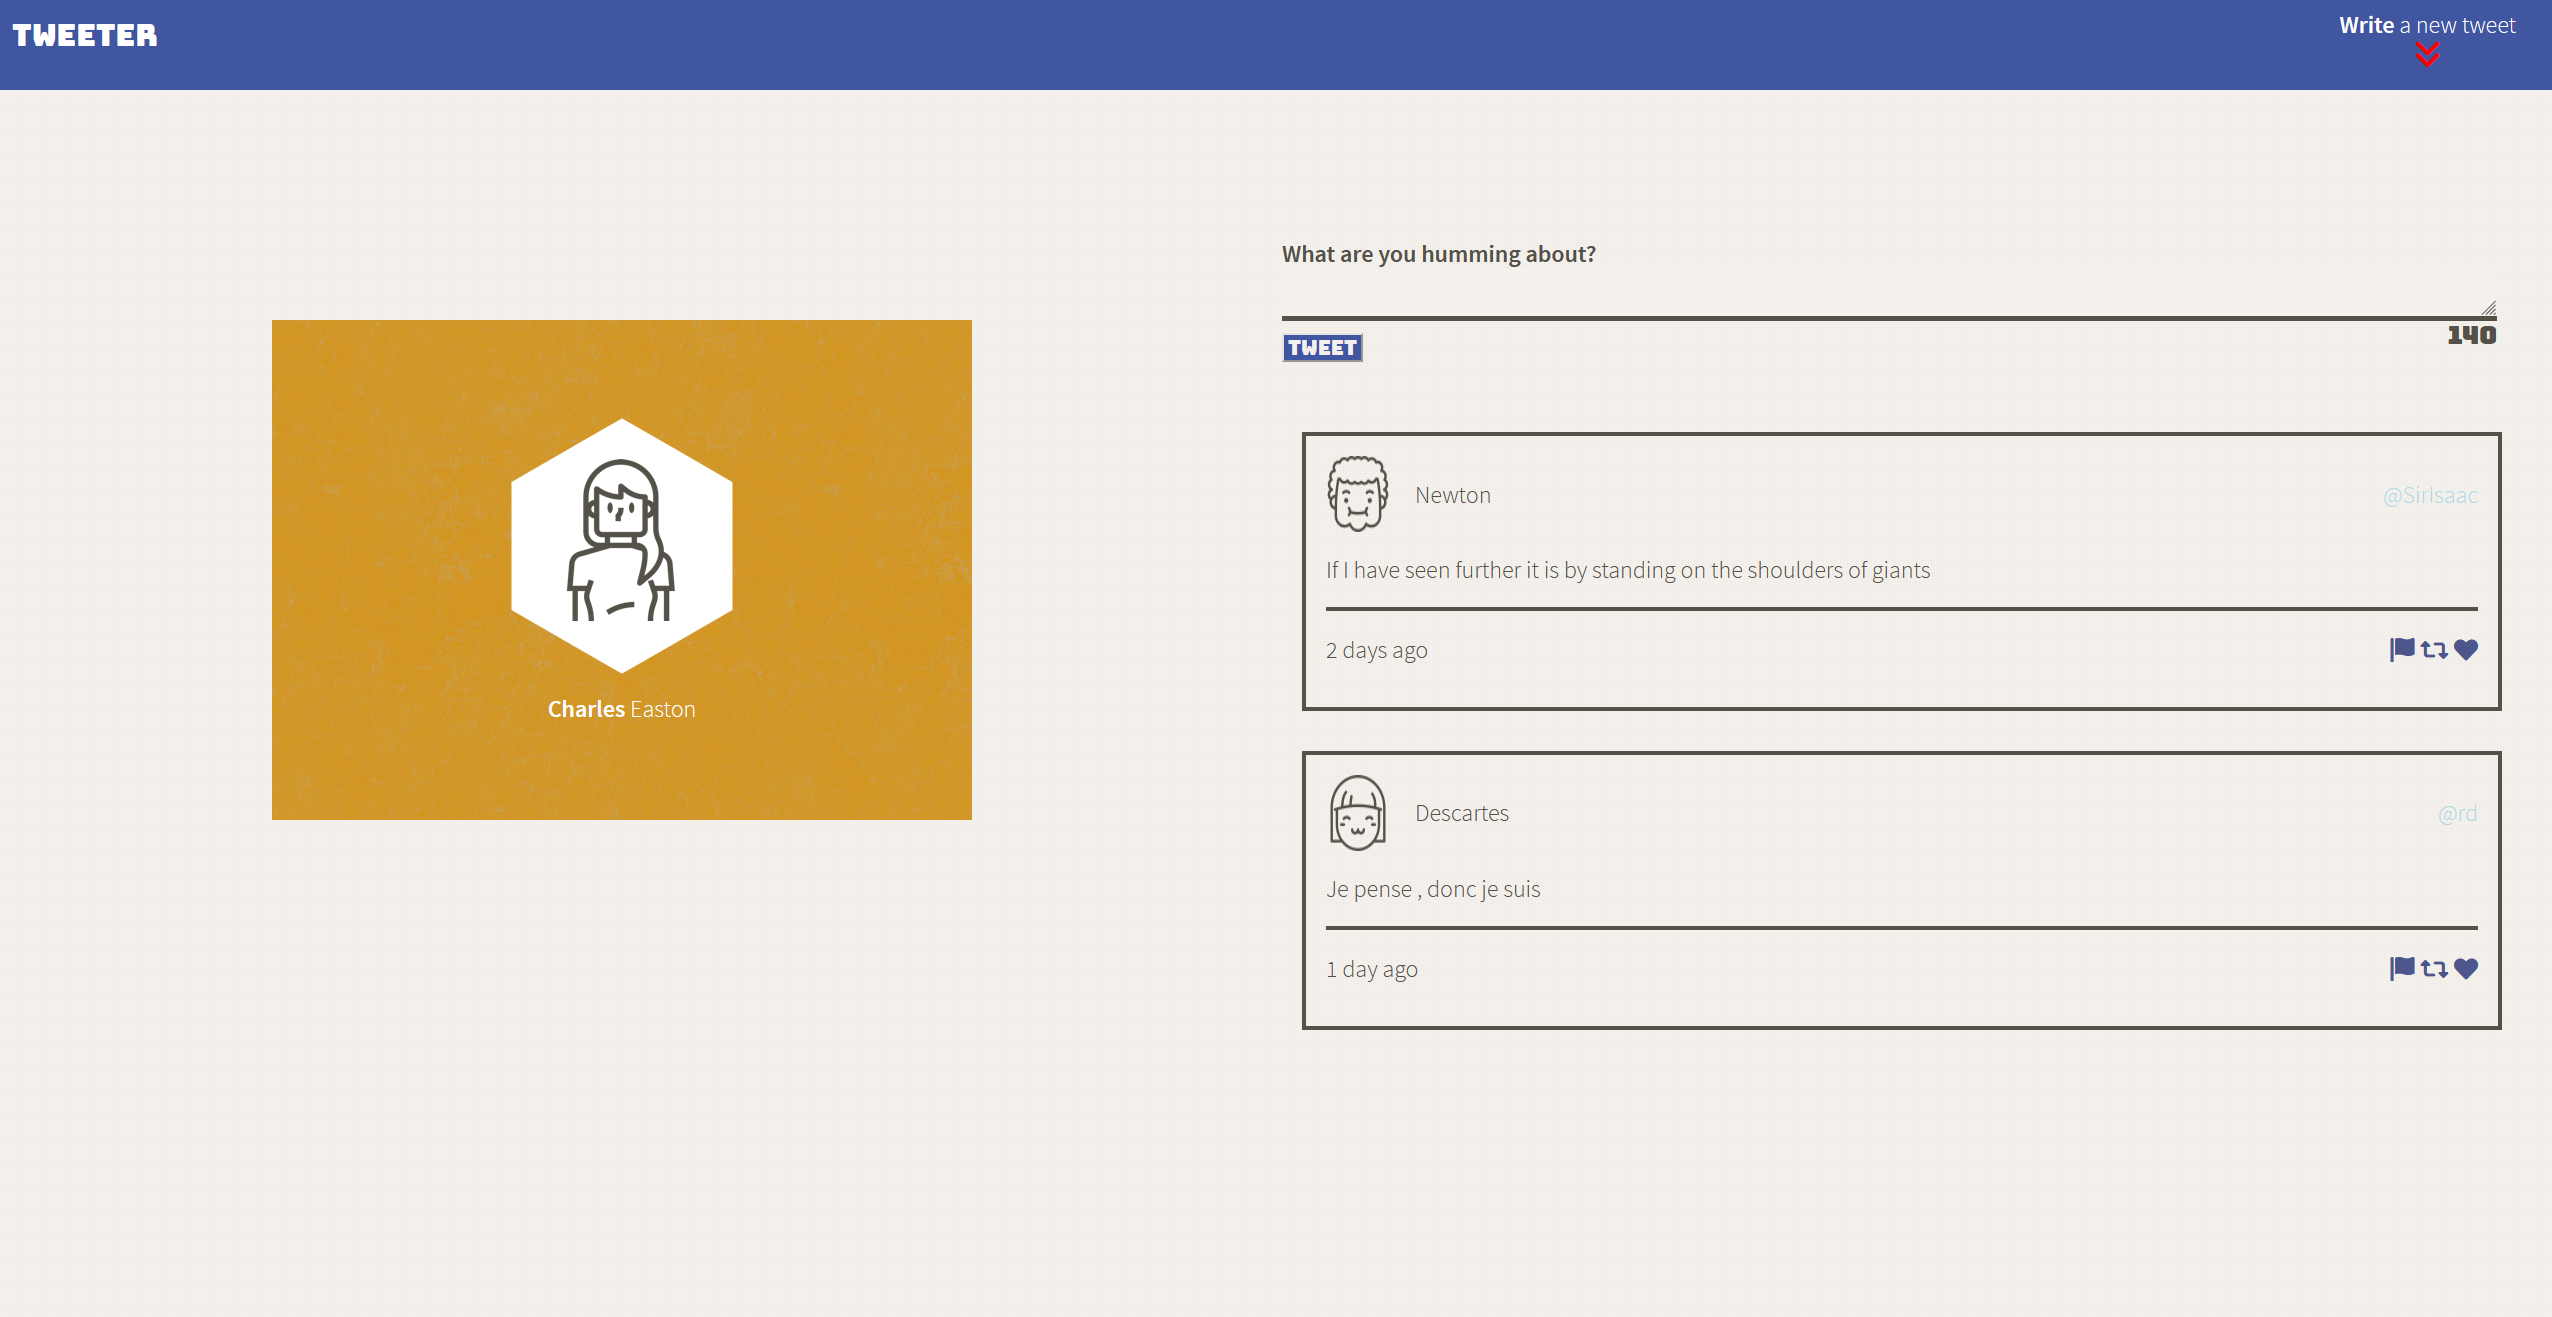 TWEETER
Write a new tweet
What are you humming about?
140
TWEET
Charles Easton
Newton
@SirIsaac
If I have seen further it is by standing on the shoulders of giants
2 days ago
Descartes
@rd
Je pense , donc je suis
1 day ago